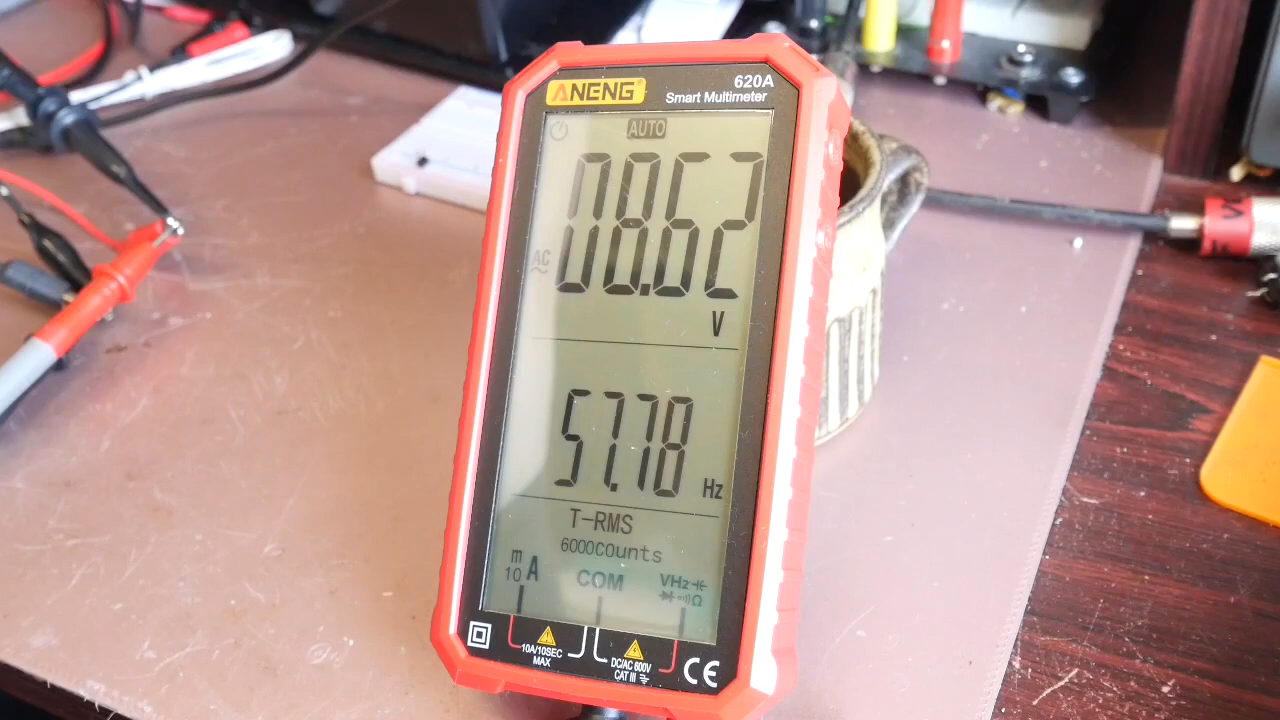 ANENG
620A
Smart Multimeter
AUTO
AC
08.62
V
57.78
Hz
T-RMS
6000counts
m
10 A
COM
VHz
Ω
10A/10SEC
MAX
DC/AC 600V
CAT III
CE